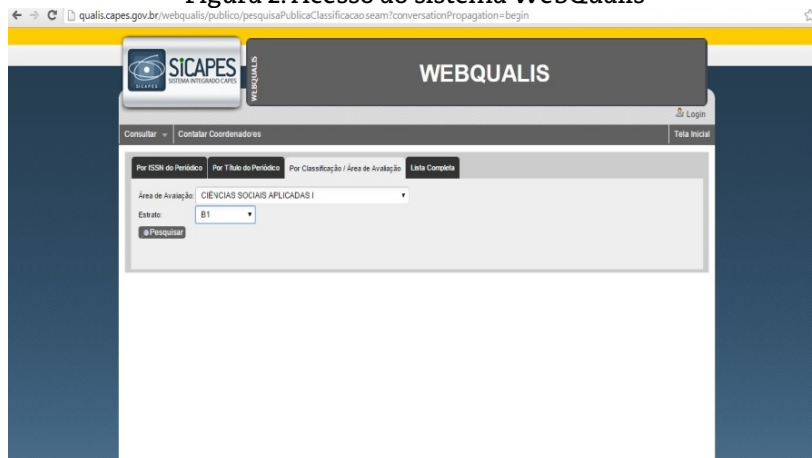 Figura 2. Acesso ao sistema WebQualis
qualis.capes.gov.br/webqualis/publico/pesquisaPublicaClassificacao.seam?conversationPropagation=begin
SiCAPES
SISTEMA INTEGRADO CAPES
SICAPES
WEBQUALIS
WEBQUALIS
Login
Consultar Contatar Coordenadores Tela Inicial
Por ISSN do Periódico Por Título do Periódico Por Classificação / Área de Avaliação Lista Completa
Área de Avaliação: CIÊNCIAS SOCIAIS APLICADAS I
Estrato: B1
Pesquisar